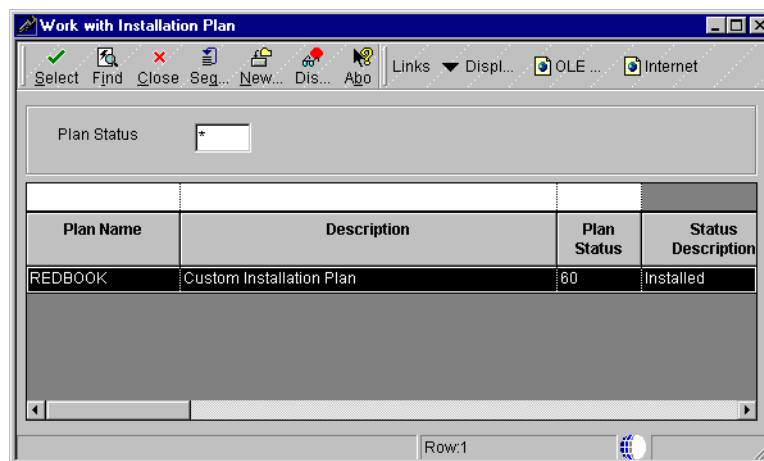 Work with Installation Plan
Select Find Close Seq... New... Dis... Abo Links Displ... OLE ... Internet
Plan Status *
Plan Name Description Plan Status Status Description
REDBOOK Custom Installation Plan 60 Installed
Row:1